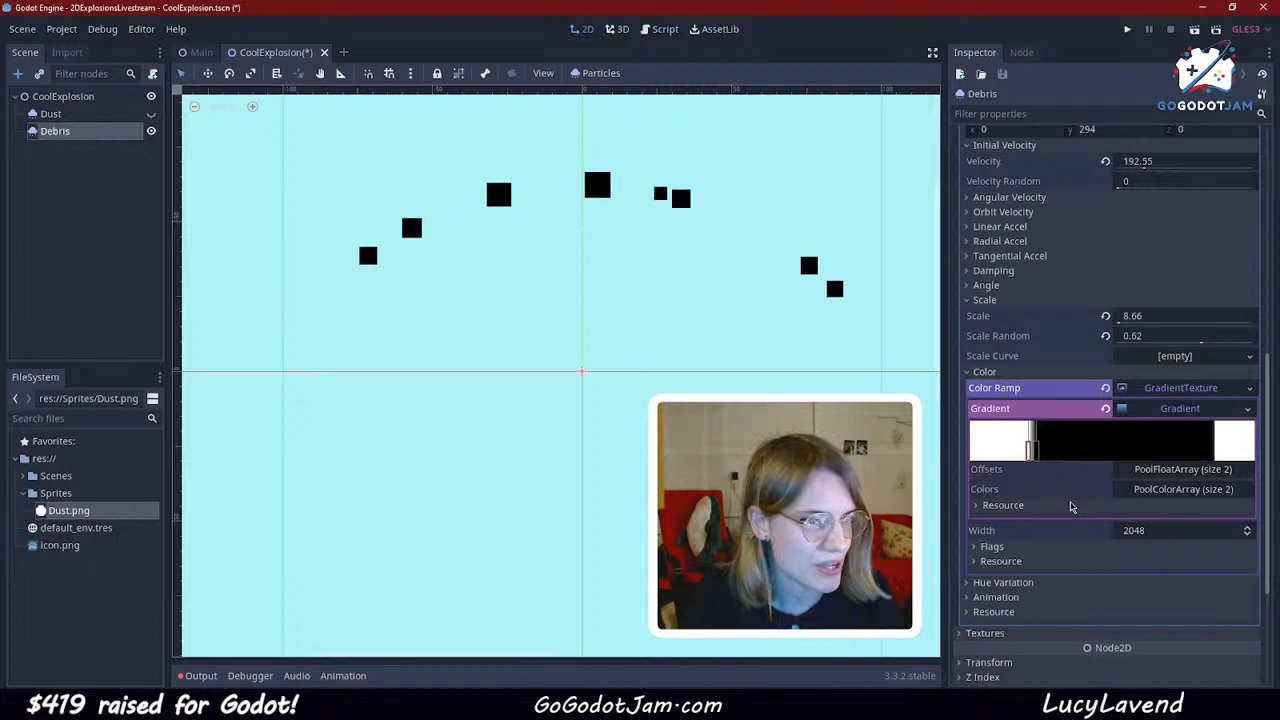 Godot Engine - 2DExplosionsLivestream - CoolExplosion.tscn (*)
Scene Project Debug Editor Help
2D 3D Script AssetLib
GLES3
Scene Import
Main CoolExplosion(*)
Inspector Node
Filter nodes
View Particles
GOGODOTJAM
CoolExplosion
Dust
Debris
-100 -50 0 50 100
Debris
Filter properties
x 0 y 294 z 0
Initial Velocity
Velocity 192.55
Velocity Random 0
Angular Velocity
Orbit Velocity
Linear Accel
Radial Accel
Tangential Accel
Damping
Angle
Scale
Scale 8.66
Scale Random 0.62
Scale Curve [empty]
Color
Color Ramp GradientTexture
Gradient Gradient
Offsets PoolFloatArray (size 2)
Colors PoolColorArray (size 2)
Resource
Width 2048
Flags
Resource
Hue Variation
Animation
Resource
Textures
Node2D
Transform
Z Index
FileSystem
res://Sprites/Dust.png
Search files
Favorites:
res://
Scenes
Sprites
Dust.png
default_env.tres
icon.png
Output Debugger Audio Animation
3.3.2.stable
$419 raised for Godot!
GoGodotJam.com
LucyLavend